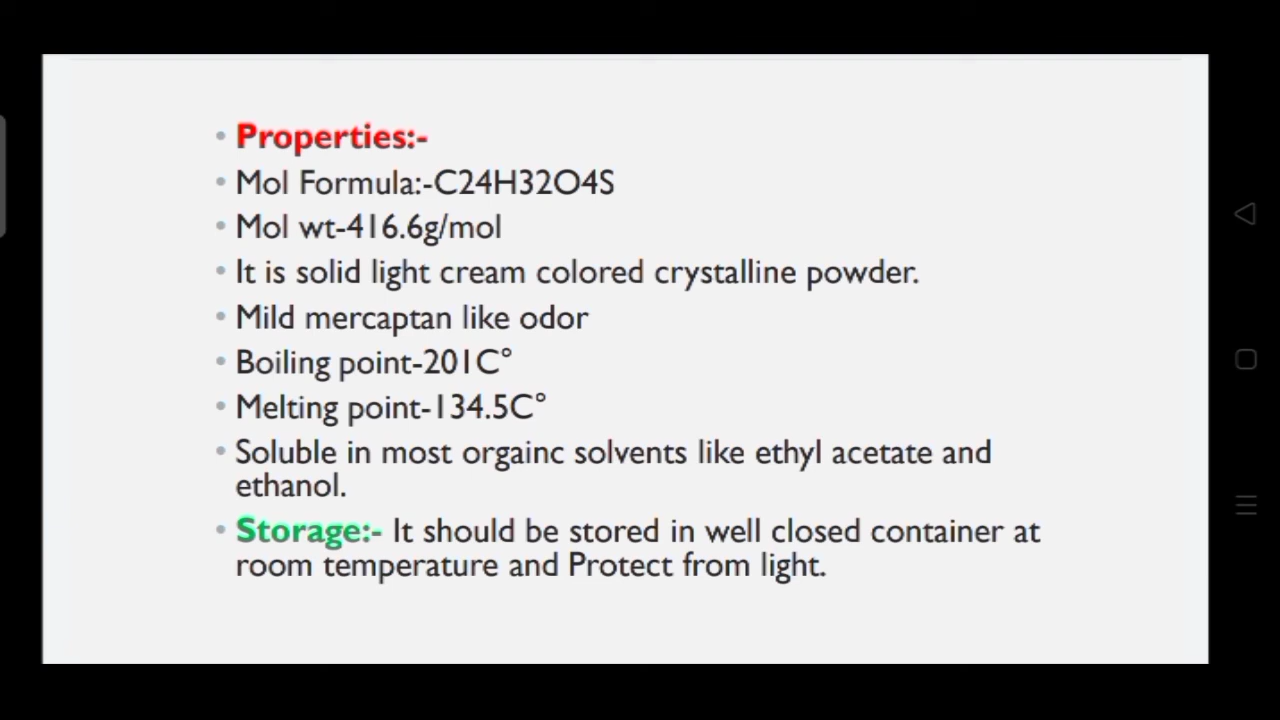 • Properties:-
• Mol Formula:-C24H32O4S
• Mol wt-416.6g/mol
• It is solid light cream colored crystalline powder.
• Mild mercaptan like odor
• Boiling point-201C°
• Melting point-134.5C°
• Soluble in most orgainc solvents like ethyl acetate and
ethanol.
• Storage:- It should be stored in well closed container at
room temperature and Protect from light.